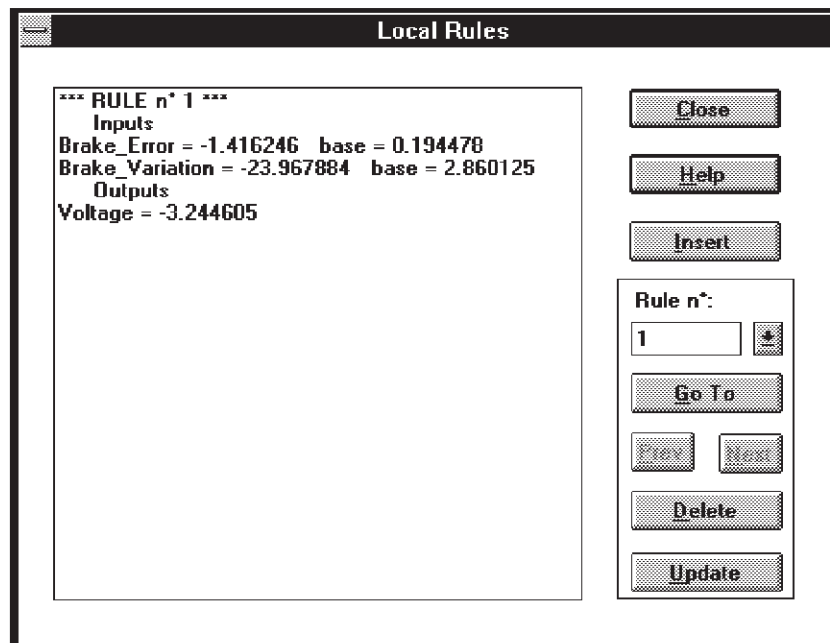 Local Rules
*** RULE n° 1 ***
Inputs
Brake_Error = -1.416246 base = 0.194478
Brake_Variation = -23.967884 base = 2.860125
Outputs
Voltage = -3.244605
Close
Help
Insert
Rule n°:
1
Go To
Prev Next
Delete
Update